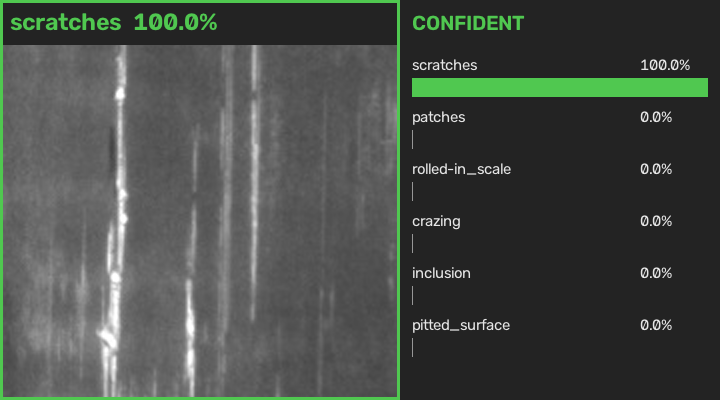 scratches 100.0%
CONFIDENT
scratches 100.0%
patches 0.0%
rolled-in_scale 0.0%
crazing 0.0%
inclusion 0.0%
pitted_surface 0.0%